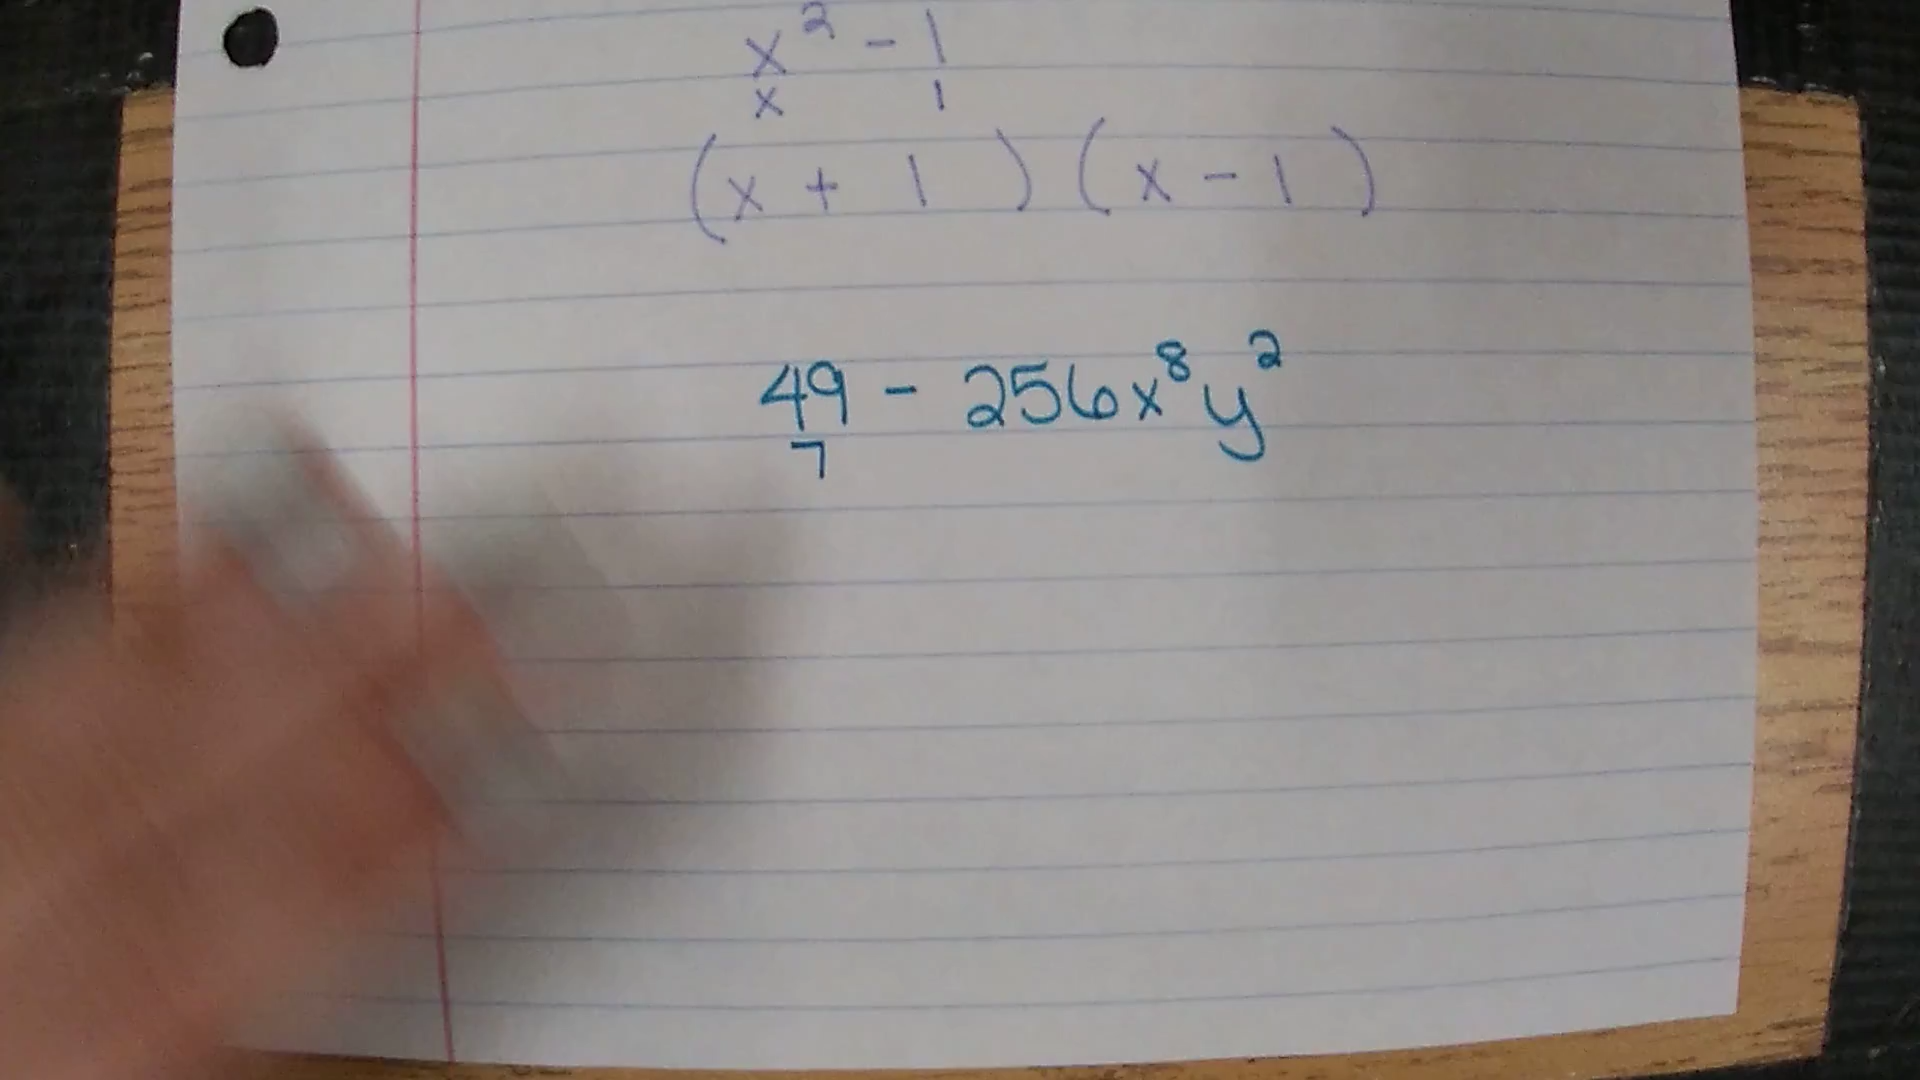 x² - 1
x 1
(x + 1) (x - 1)
49 - 256x⁸y²
7